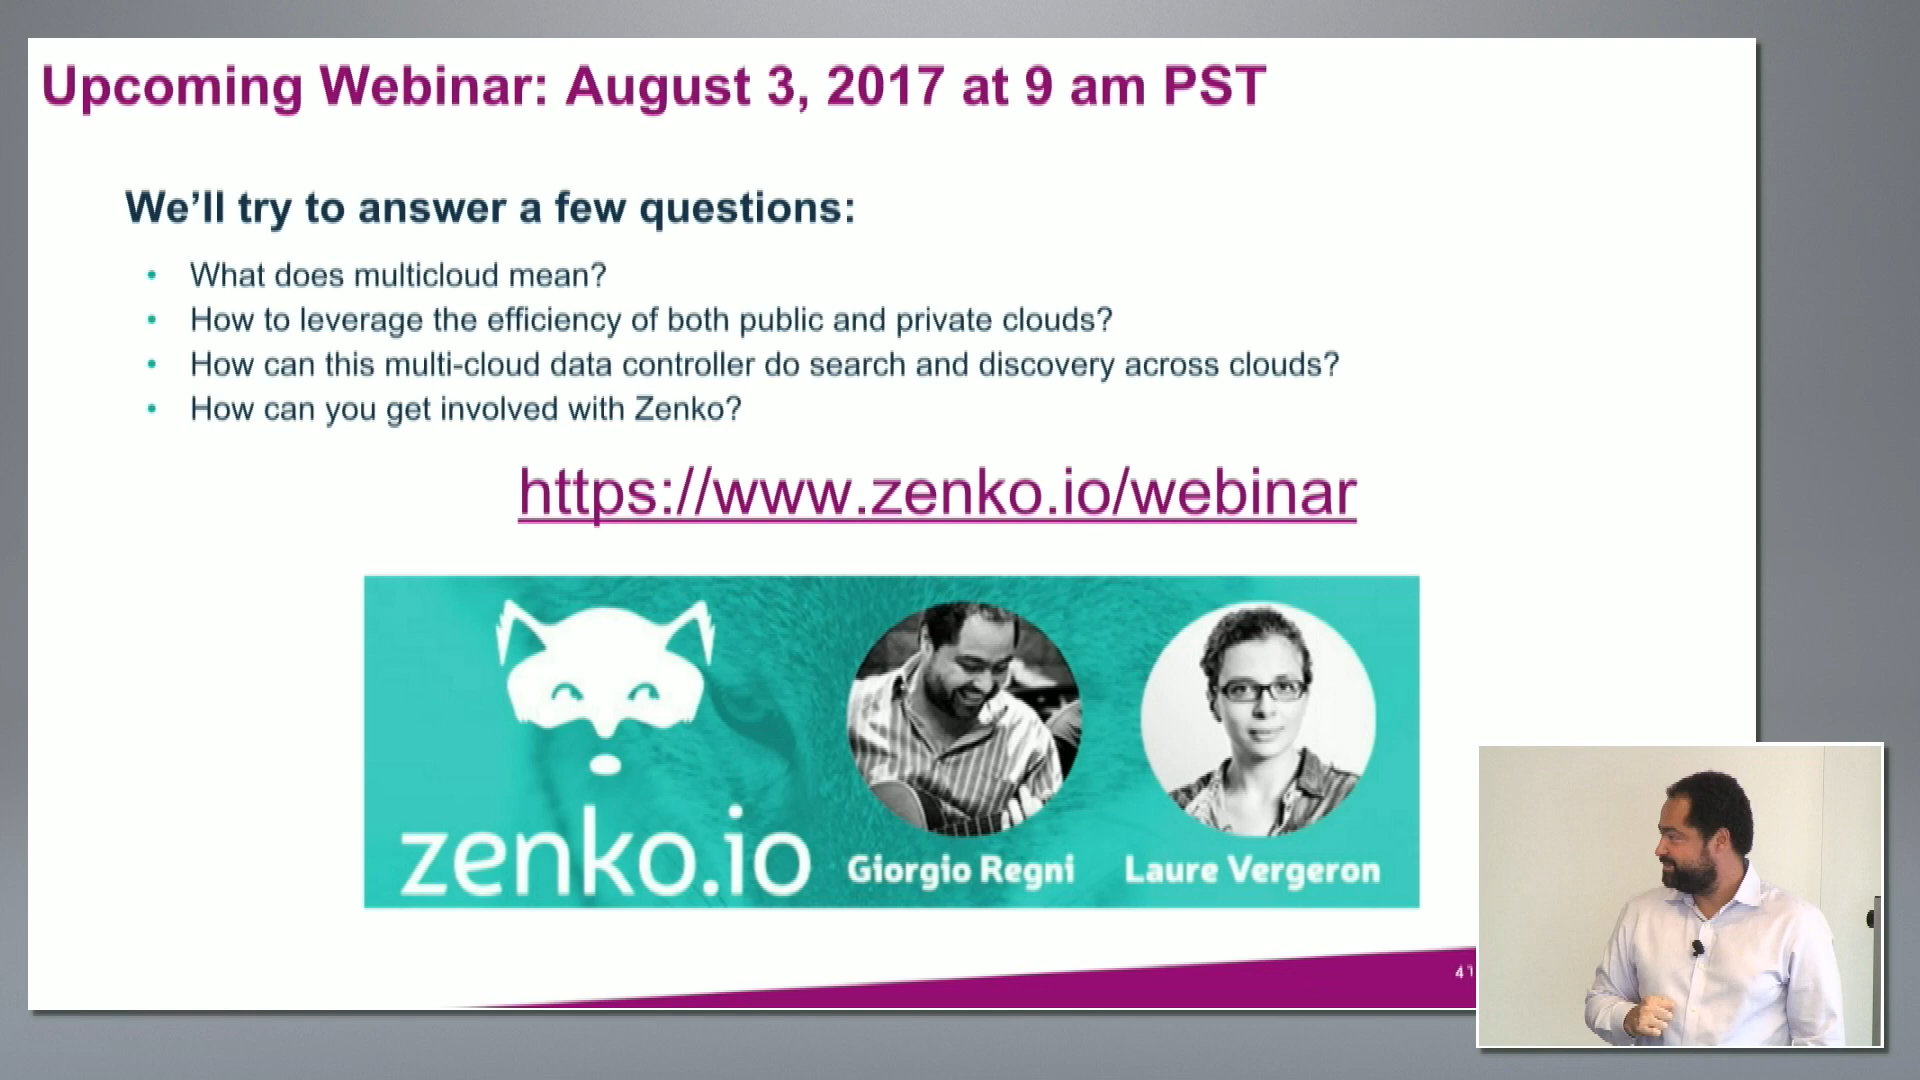 Upcoming Webinar: August 3, 2017 at 9 am PST
We’ll try to answer a few questions:
• What does multicloud mean?
• How to leverage the efficiency of both public and private clouds?
• How can this multi-cloud data controller do search and discovery across clouds?
• How can you get involved with Zenko?
https://www.zenko.io/webinar
zenko.io
Giorgio Regni
Laure Vergeron